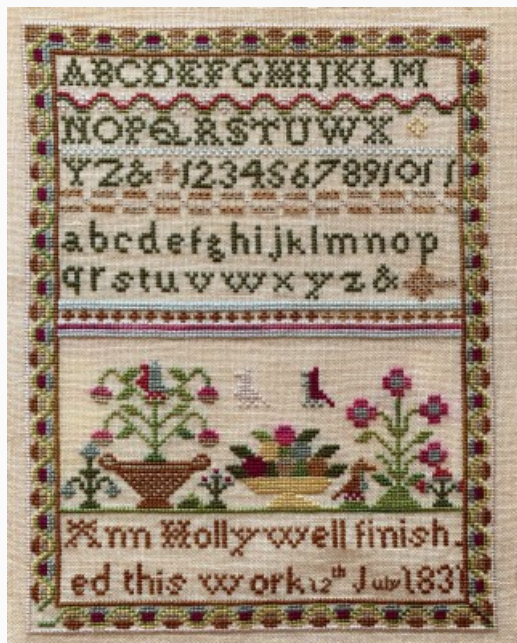 ABCDEFGHIJKLM
NOPQRSTUWX
YZ&1234567891011
abcdefghijklmnop
qrstuvwxyz&
Ann Hollywell finish
ed this work 12th July 1831